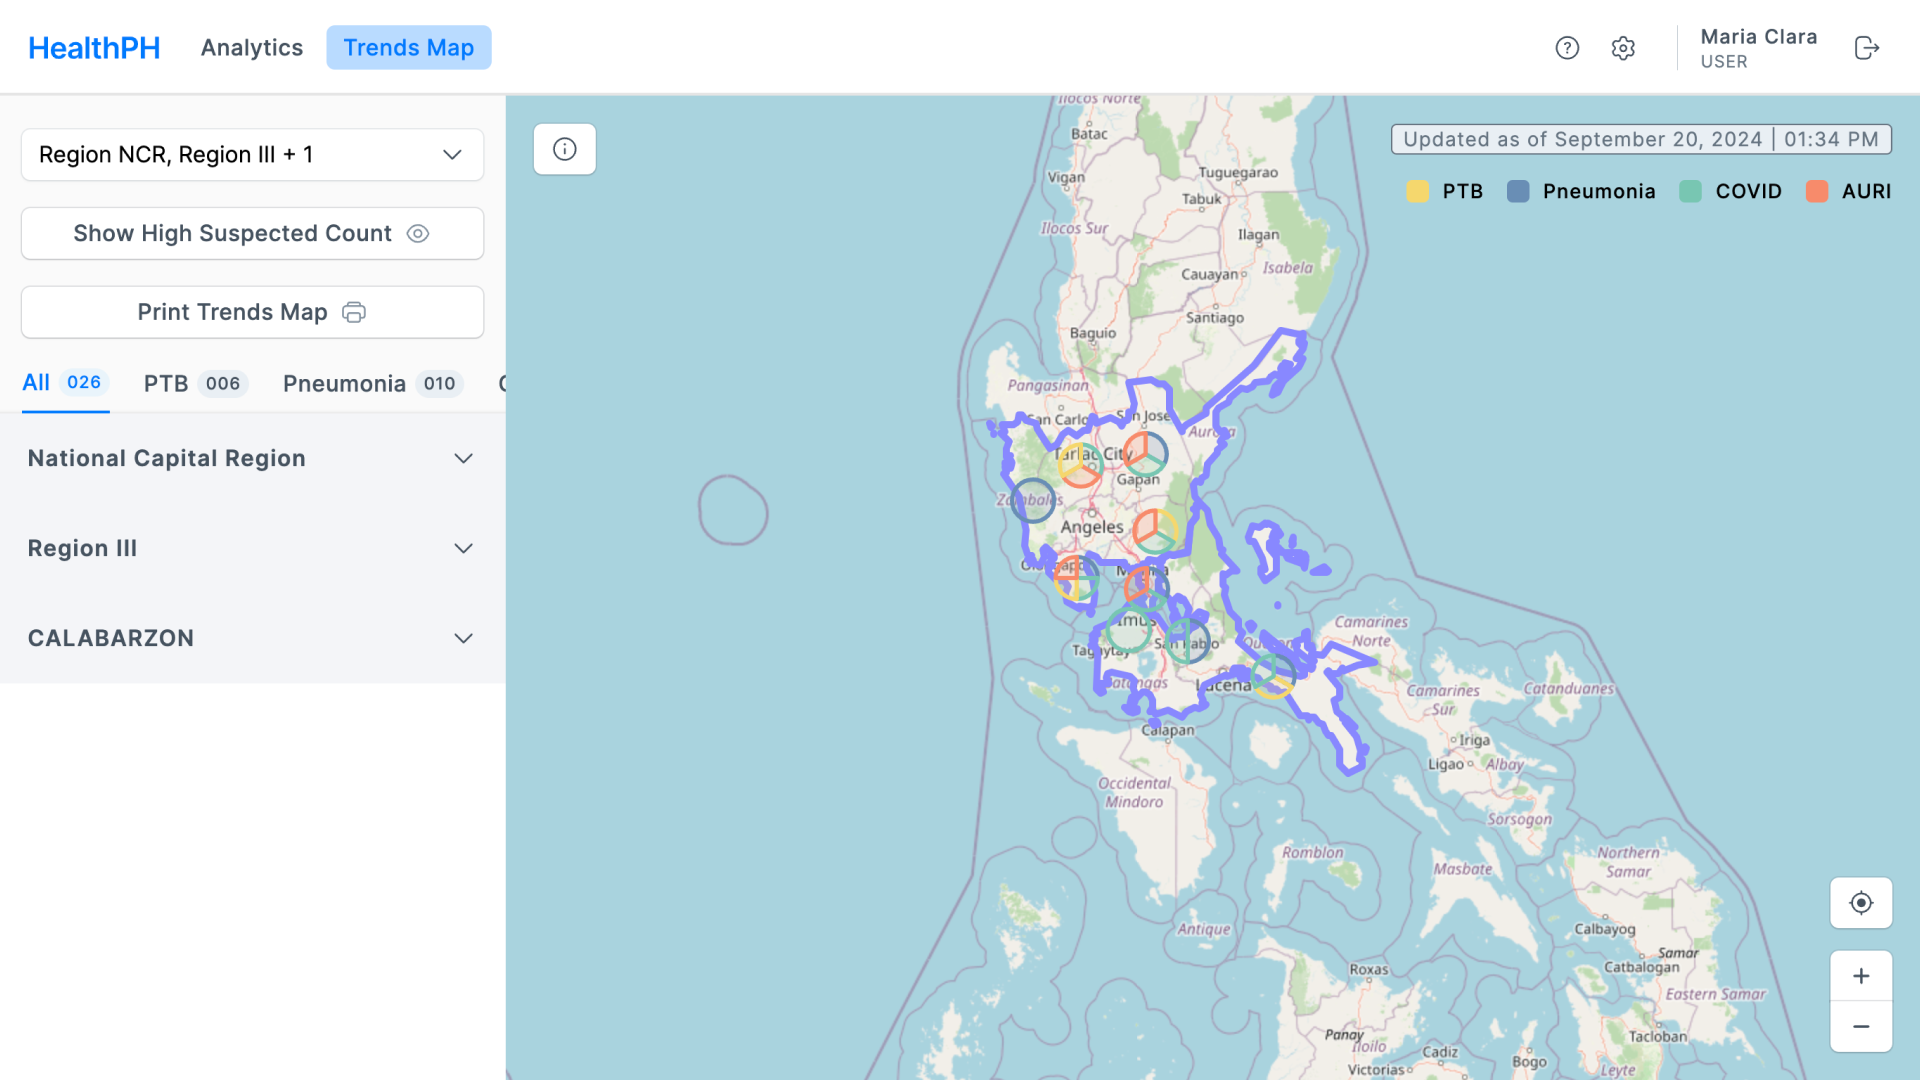 HealthPH
Analytics
Trends Map
Maria Clara
USER
Region NCR, Region III + 1
Show High Suspected Count
Print Trends Map
All 026
PTB 006
Pneumonia 010
National Capital Region
Region III
CALABARZON
Updated as of September 20, 2024 | 01:34 PM
PTB
Pneumonia
COVID
AURI
Ilocos Norte
Batac
Vigan
Tuguegarao
Tabuk
Ilocos Sur
Ilagan
Cauayan
Isabela
Santiago
Baguio
Pangasinan
San Carlo
San Jose
Aurora
Tarlac City
Gapan
Zambales
Angeles
Imus
Tagaytay
San Pablo
Quezon
Batangas
Lucena
Calapan
Camarines
Norte
Camarines
Sur
Catanduanes
Iriga
Ligao
Albay
Sorsogon
Occidental
Mindoro
Romblon
Masbate
Northern
Samar
Antique
Calbayog
Samar
Catbalogan
Eastern Samar
Roxas
Panay
Iloilo
Cadiz
Victorias
Bogo
Tacloban
Leyte